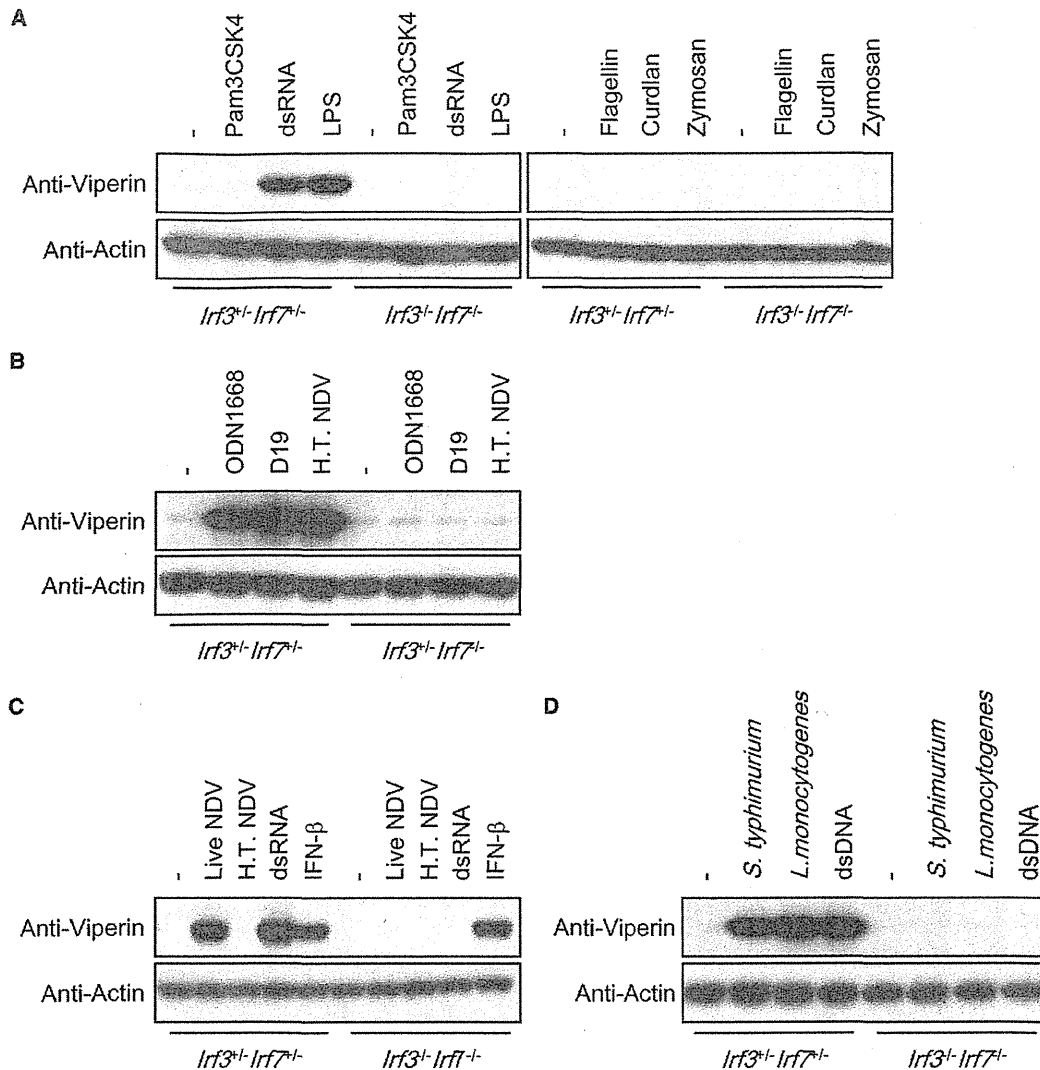 A
- Pam3CSK4 dsRNA LPS - Pam3CSK4 dsRNA LPS - Flagellin Curdlan Zymosan - Flagellin Curdlan Zymosan
Anti-Viperin
Anti-Actin
Irf3+/- Irf7+/- Irf3-/- Irf7-/- Irf3+/- Irf7+/- Irf3-/- Irf7-/-
B
- ODN1668 D19 H.T. NDV - ODN1668 D19 H.T. NDV
Anti-Viperin
Anti-Actin
Irf3+/- Irf7+/- Irf3-/- Irf7-/-
C
- Live NDV H.T. NDV dsRNA IFN-β - Live NDV H.T. NDV dsRNA IFN-β
Anti-Viperin
Anti-Actin
Irf3+/- Irf7+/- Irf3-/- Irf7-/-
D
- S. typhimurium L.monocytogenes dsDNA - S. typhimurium L.monocytogenes dsDNA
Anti-Viperin
Anti-Actin
Irf3+/- Irf7+/- Irf3-/- Irf7-/-